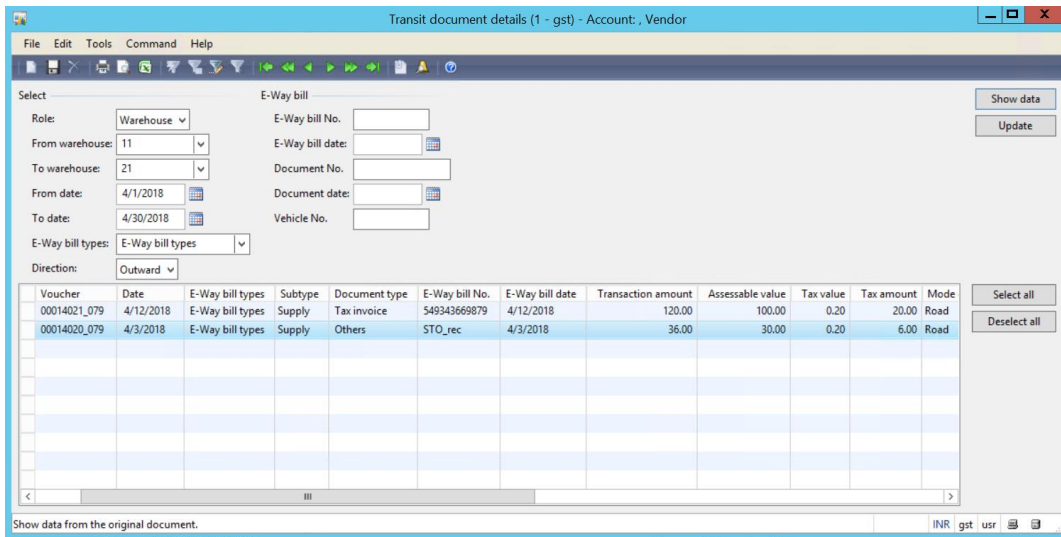 Transit document details (1 - gst) - Account: , Vendor
File Edit Tools Command Help
Select
E-Way bill
Show data
Role: Warehouse
E-Way bill No.
Update
From warehouse: 11
E-Way bill date:
To warehouse: 21
Document No.
From date: 4/1/2018
Document date:
To date: 4/30/2018
Vehicle No.
E-Way bill types: E-Way bill types
Direction: Outward
Voucher Date E-Way bill types Subtype Document type E-Way bill No. E-Way bill date Transaction amount Assessable value Tax value Tax amount Mode
00014021_079 4/12/2018 E-Way bill types Supply Tax invoice 549343669879 4/12/2018 120.00 100.00 0.20 20.00 Road
00014020_079 4/3/2018 E-Way bill types Supply Others STO_rec 4/3/2018 36.00 30.00 0.20 6.00 Road
Select all
Deselect all
Show data from the original document.
INR gst usr